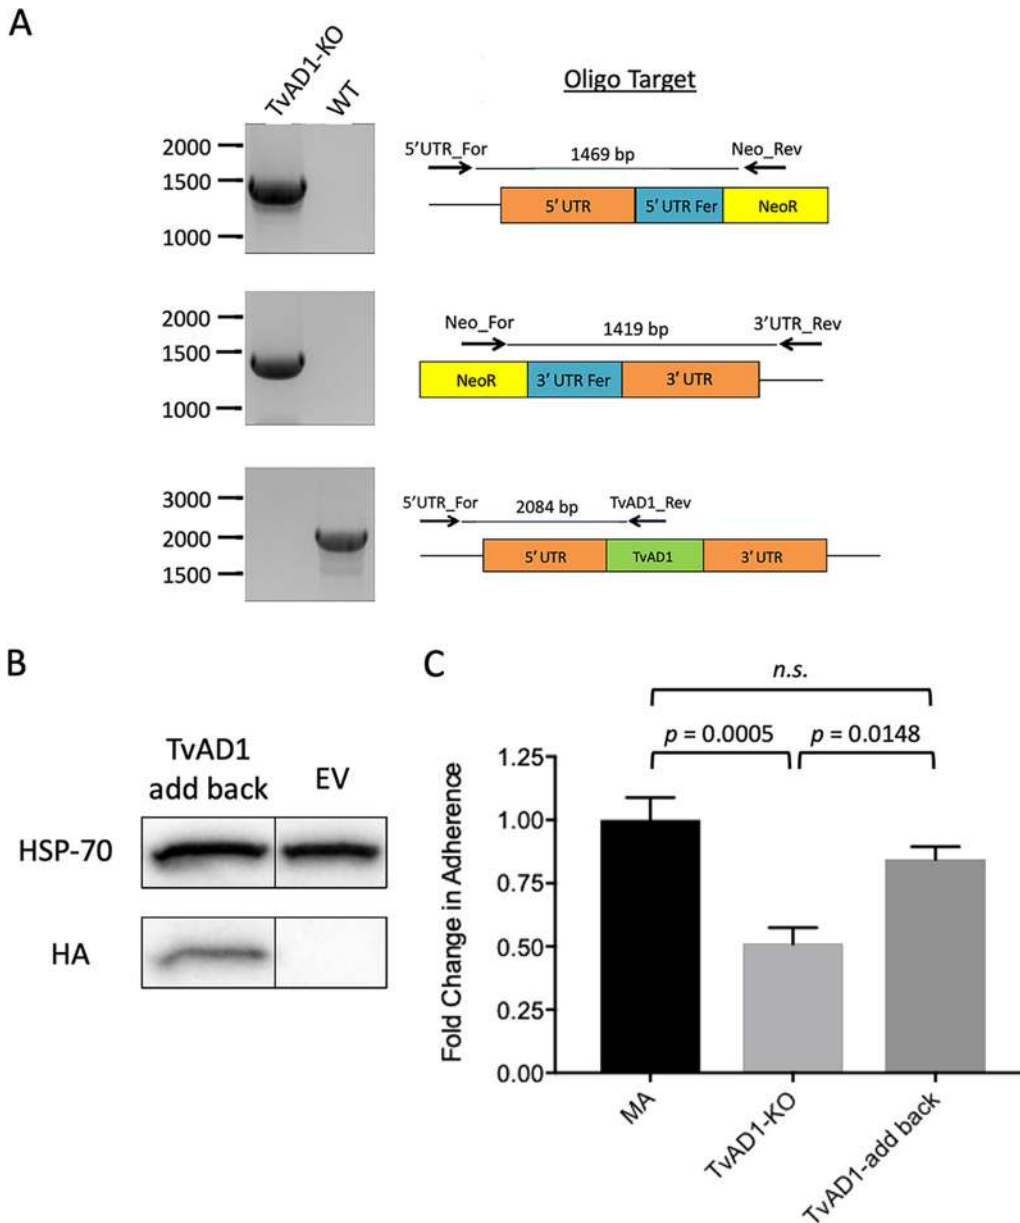 A
TvAD1-KO
WT
Oligo Target
2000
1500
1000
5'UTR_For
1469 bp
Neo_Rev
5' UTR
5' UTR Fer
NeoR
2000
1500
1000
Neo_For
1419 bp
3'UTR_Rev
NeoR
3' UTR Fer
3' UTR
3000
2000
1500
5'UTR_For
2084 bp
TvAD1_Rev
5' UTR
TvAD1
3' UTR
B
TvAD1
add back
EV
HSP-70
HA
C
n.s.
p = 0.0005
p = 0.0148
Fold Change in Adherence
1.25
1.00
0.75
0.50
0.25
0.00
MA
TvAD1-KO
TvAD1-add back